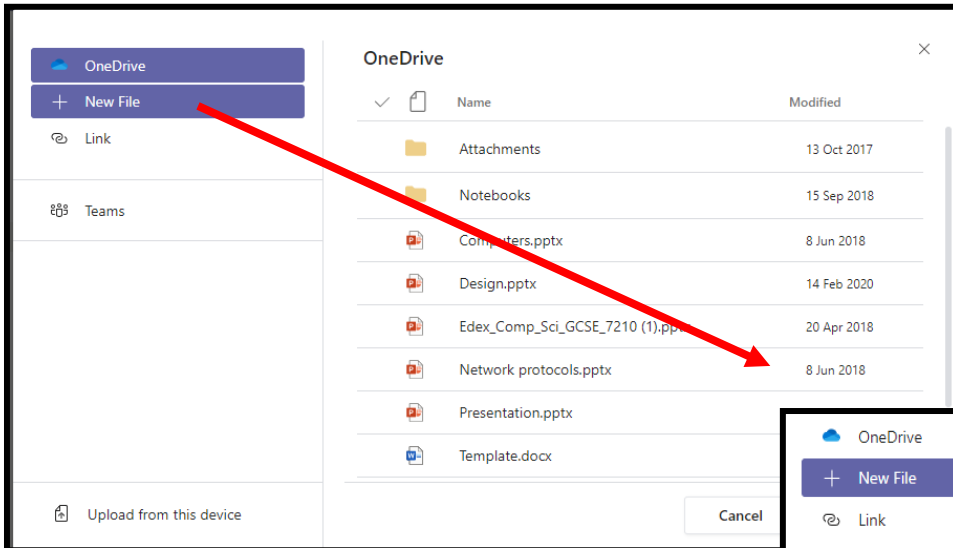 OneDrive
New File
Link
Teams
Upload from this device
OneDrive
Name Modified
Attachments 13 Oct 2017
Notebooks 15 Sep 2018
Computers.pptx 8 Jun 2018
Design.pptx 14 Feb 2020
Edex_Comp_Sci_GCSE_7210 (1).pptx 20 Apr 2018
Network protocols.pptx 8 Jun 2018
Presentation.pptx
Template.docx
Cancel
OneDrive
New File
Link